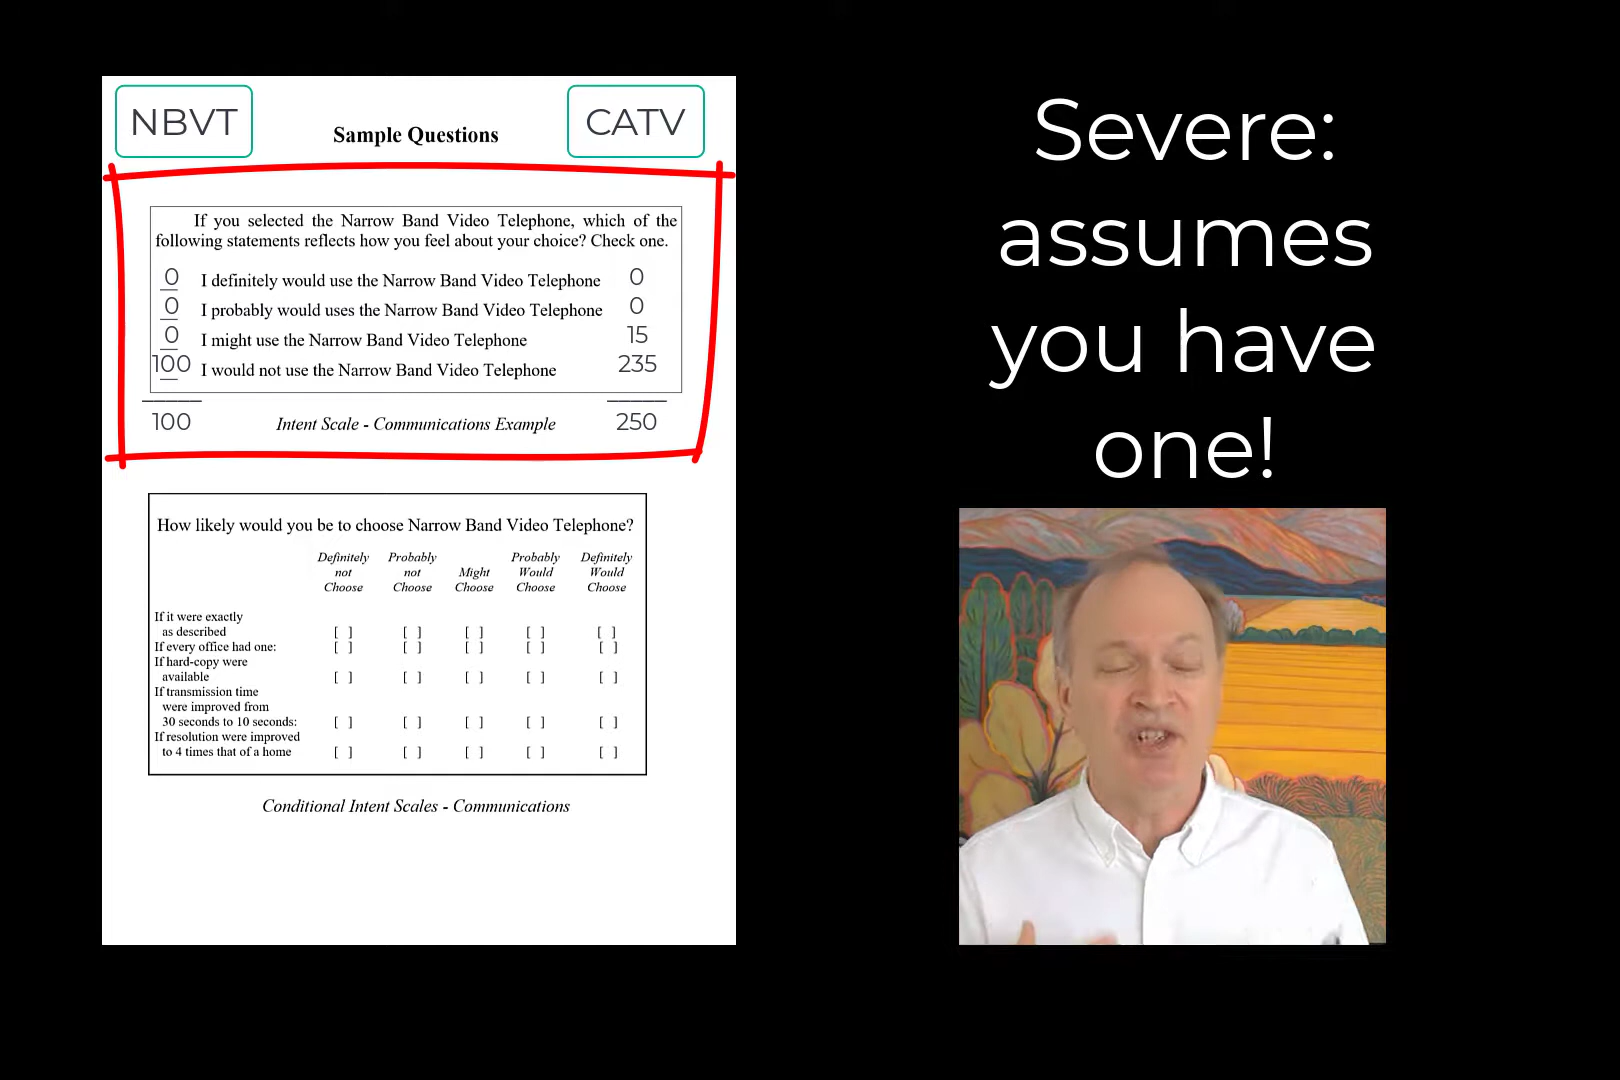 NBVT
Sample Questions
CATV
If you selected the Narrow Band Video Telephone, which of the
following statements reflects how you feel about your choice? Check one.
0 I definitely would use the Narrow Band Video Telephone 0
0 I probably would uses the Narrow Band Video Telephone 0
0 I might use the Narrow Band Video Telephone 15
100 I would not use the Narrow Band Video Telephone 235
100 Intent Scale - Communications Example 250
How likely would you be to choose Narrow Band Video Telephone?
Definitely Probably Probably Definitely
not not Might Would Would
Choose Choose Choose Choose Choose
If it were exactly
as described [ ] [ ] [ ] [ ] [ ]
If every office had one: [ ] [ ] [ ] [ ] [ ]
If hard-copy were
available [ ] [ ] [ ] [ ] [ ]
If transmission time
were improved from
30 seconds to 10 seconds: [ ] [ ] [ ] [ ] [ ]
If resolution were improved
to 4 times that of a home [ ] [ ] [ ] [ ] [ ]
Conditional Intent Scales - Communications
Severe:
assumes
you have
one!